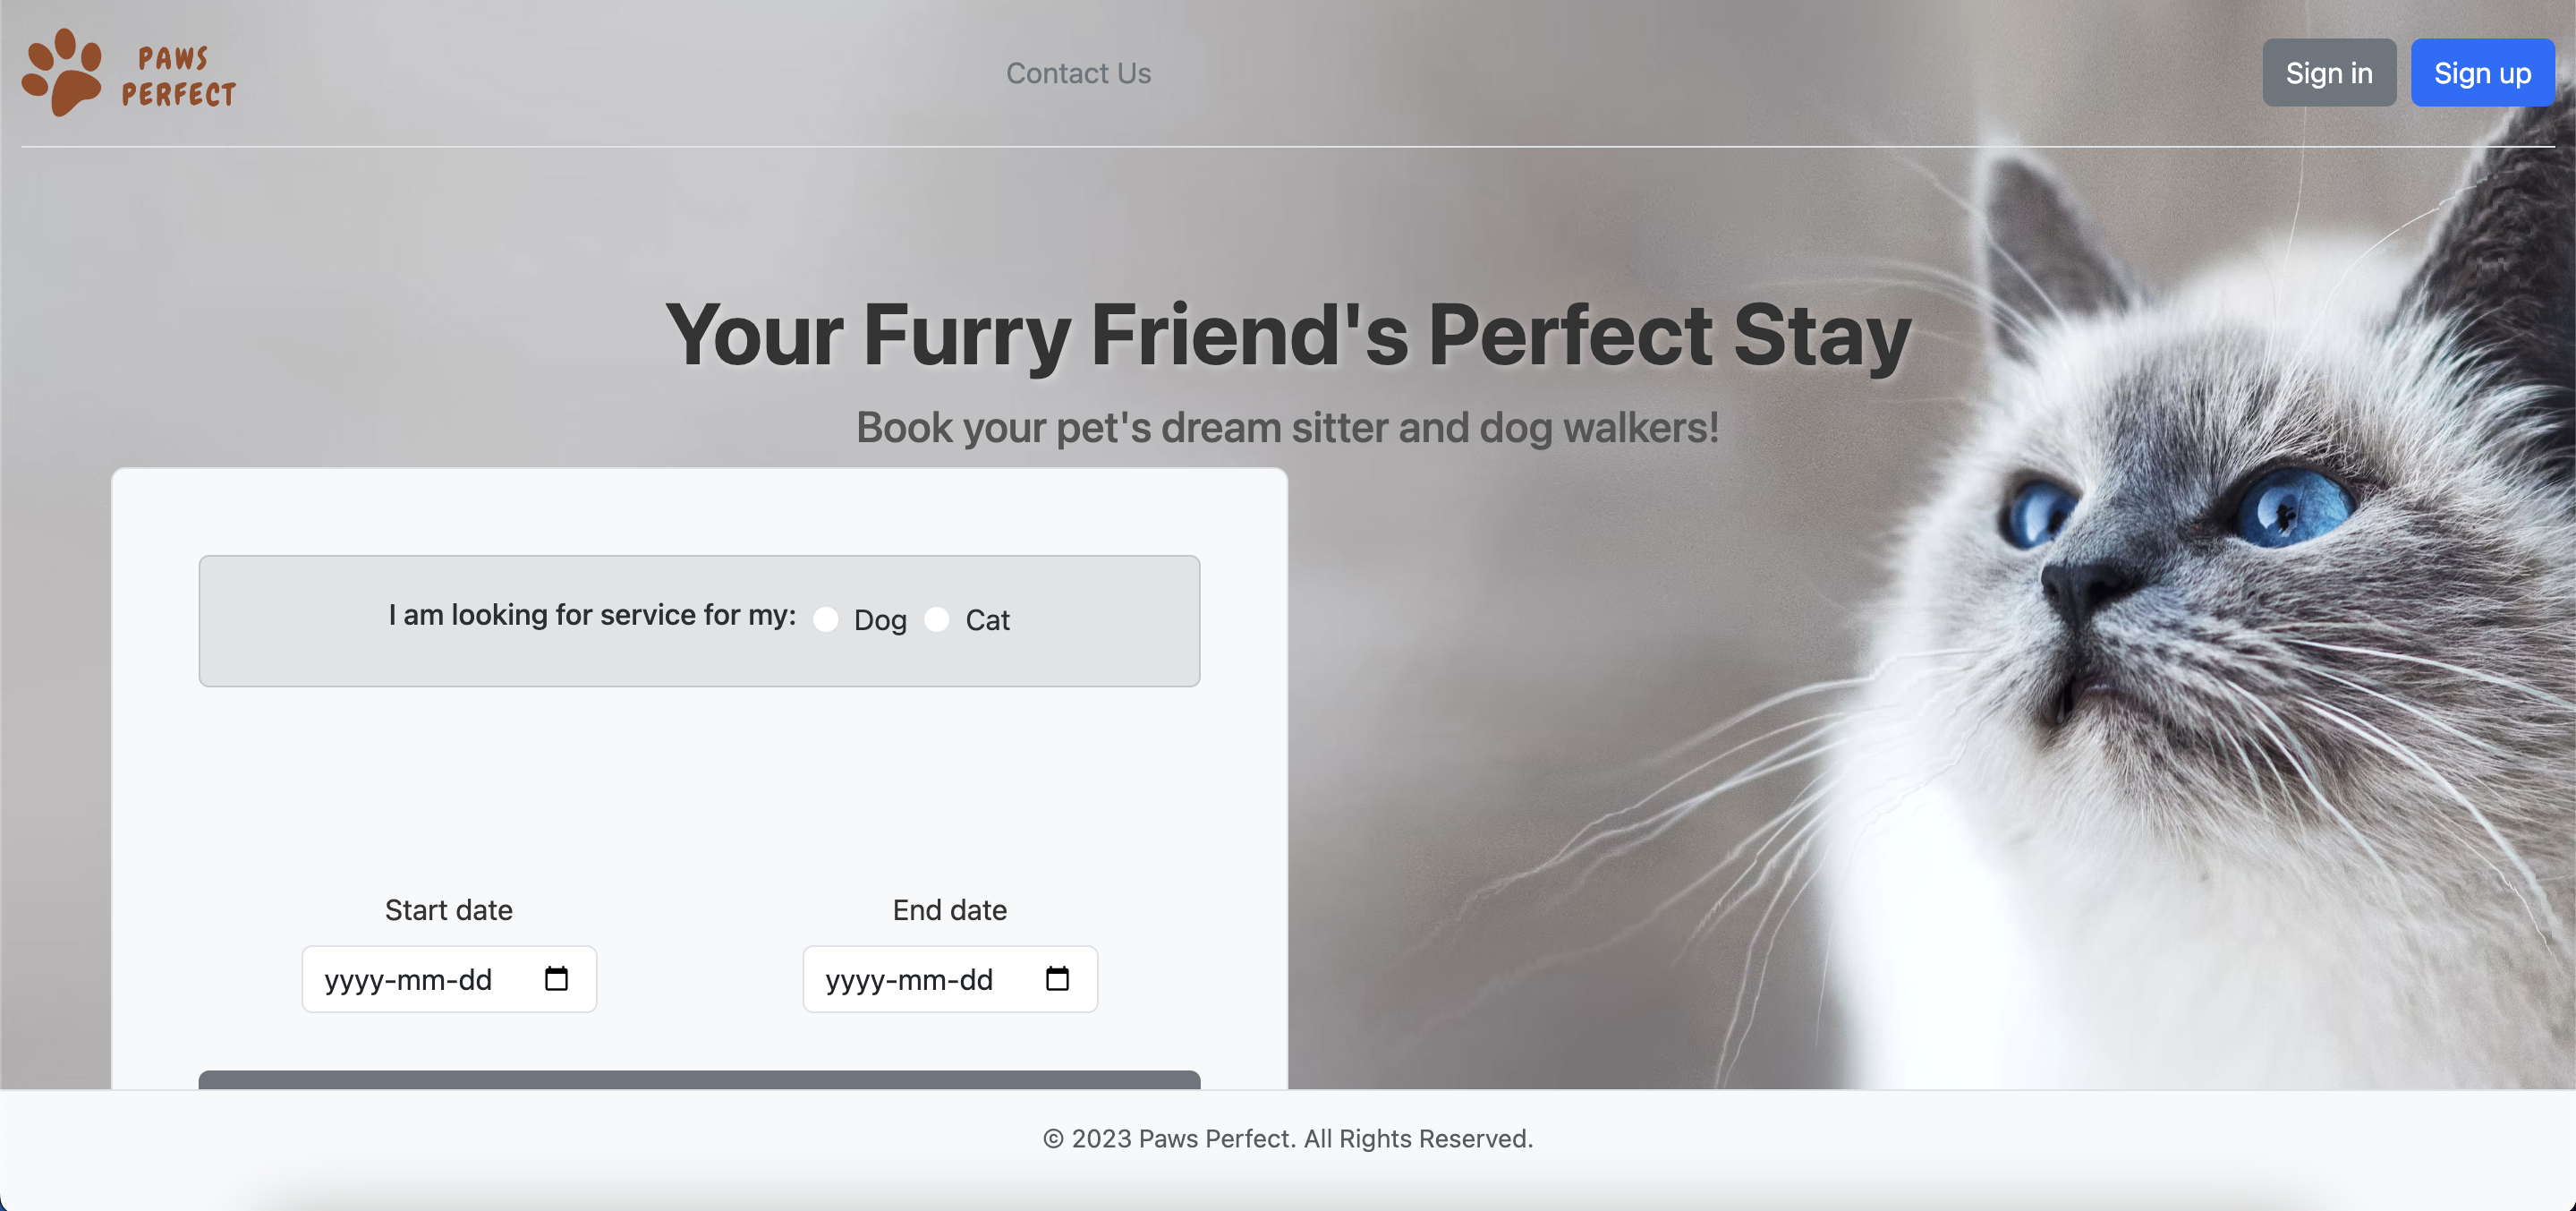 PAWS
PERFECT
Contact Us
Sign in
Sign up
Your Furry Friend's Perfect Stay
Book your pet's dream sitter and dog walkers!
I am looking for service for my: Dog Cat
Start date
End date
yyyy-mm-dd
yyyy-mm-dd
© 2023 Paws Perfect. All Rights Reserved.